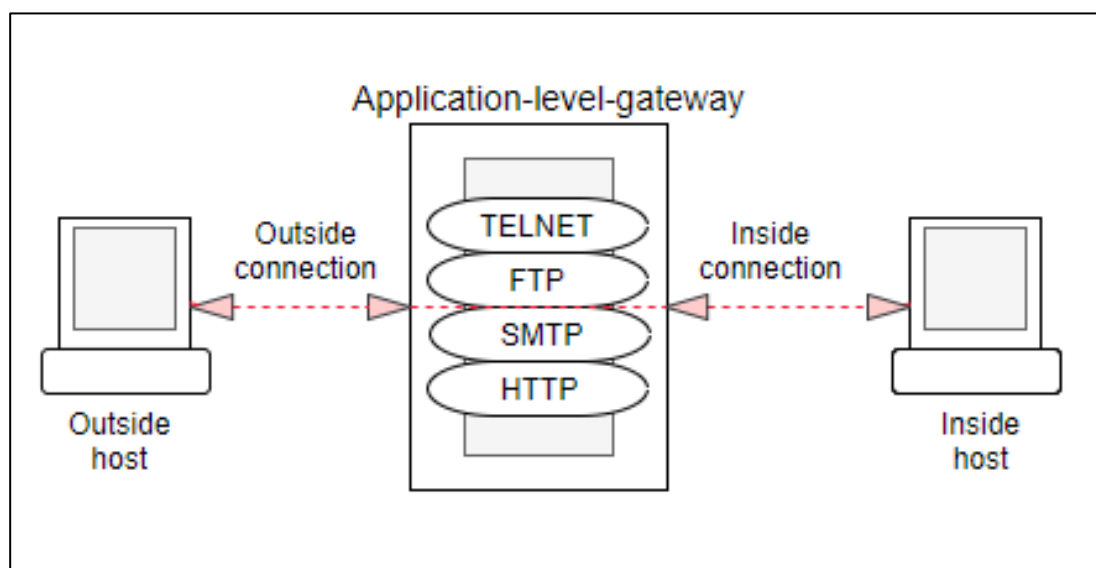 Application-level-gateway
Outside
connection
TELNET
FTP
SMTP
HTTP
Inside
connection
Outside
host
Inside
host